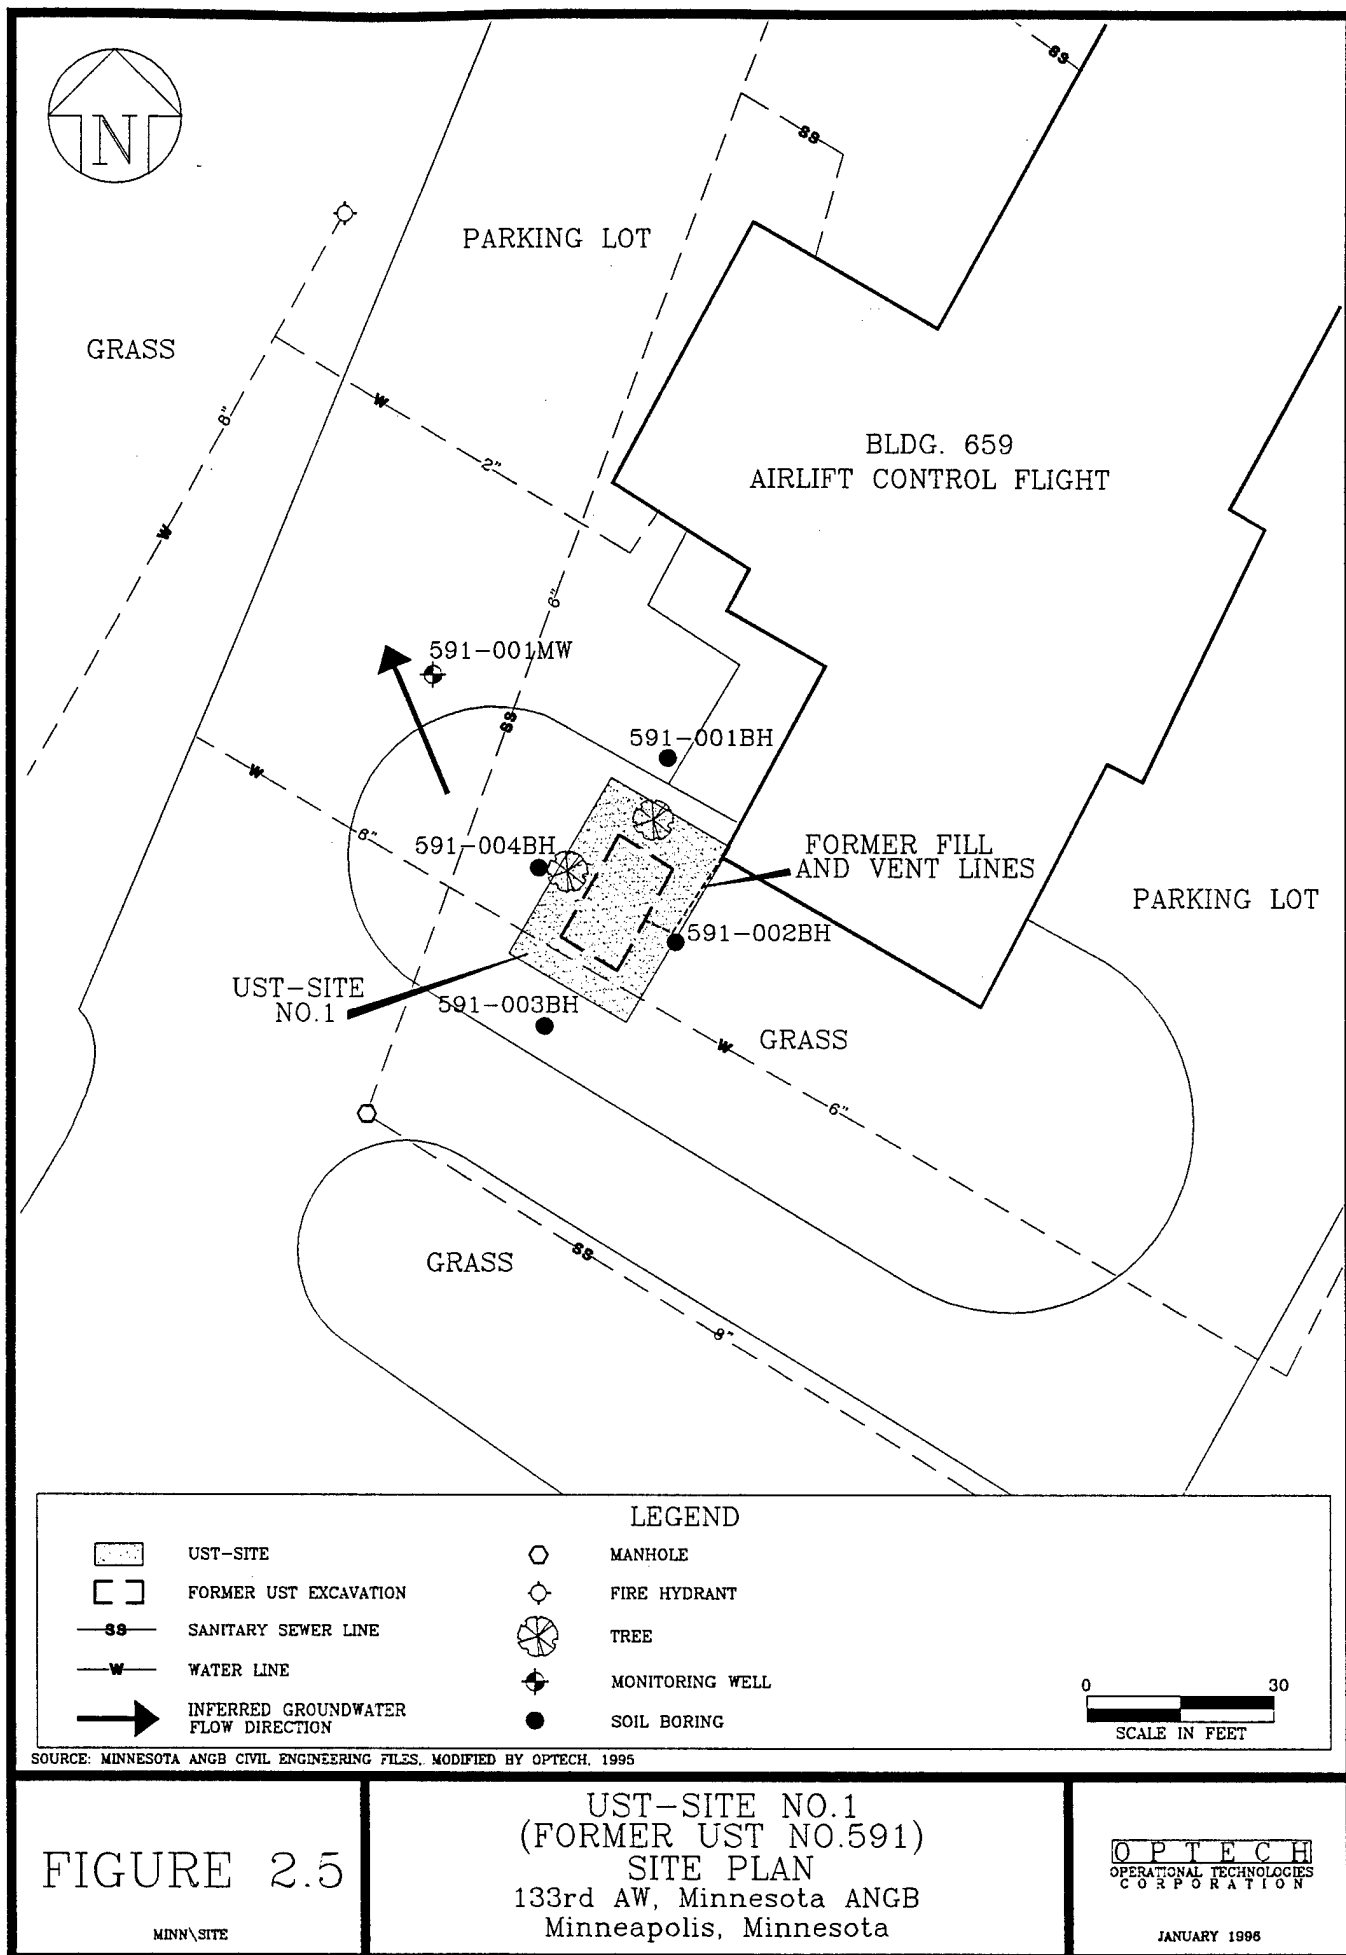 SS
N
SS
PARKING LOT
GRASS
W
8"
2"
BLDG. 659
AIRLIFT CONTROL FLIGHT
W
6"
591-001MW
SS
591-001BH
W
6"
591-004BH
FORMER FILL
AND VENT LINES
PARKING LOT
591-002BH
UST-SITE
NO.1
591-003BH
W
GRASS
6"
GRASS
SS
9"
LEGEND
UST-SITE
MANHOLE
FORMER UST EXCAVATION
FIRE HYDRANT
SS
SANITARY SEWER LINE
TREE
W
WATER LINE
MONITORING WELL
INFERRED GROUNDWATER
FLOW DIRECTION
SOIL BORING
0 30
SCALE IN FEET
SOURCE: MINNESOTA ANGB CIVIL ENGINEERING FILES, MODIFIED BY OPTECH, 1995
FIGURE 2.5
MINN\SITE
UST-SITE NO.1
(FORMER UST NO.591)
SITE PLAN
133rd AW, Minnesota ANGB
Minneapolis, Minnesota
OPTECH
OPERATIONAL TECHNOLOGIES
CORPORATION
JANUARY 1996